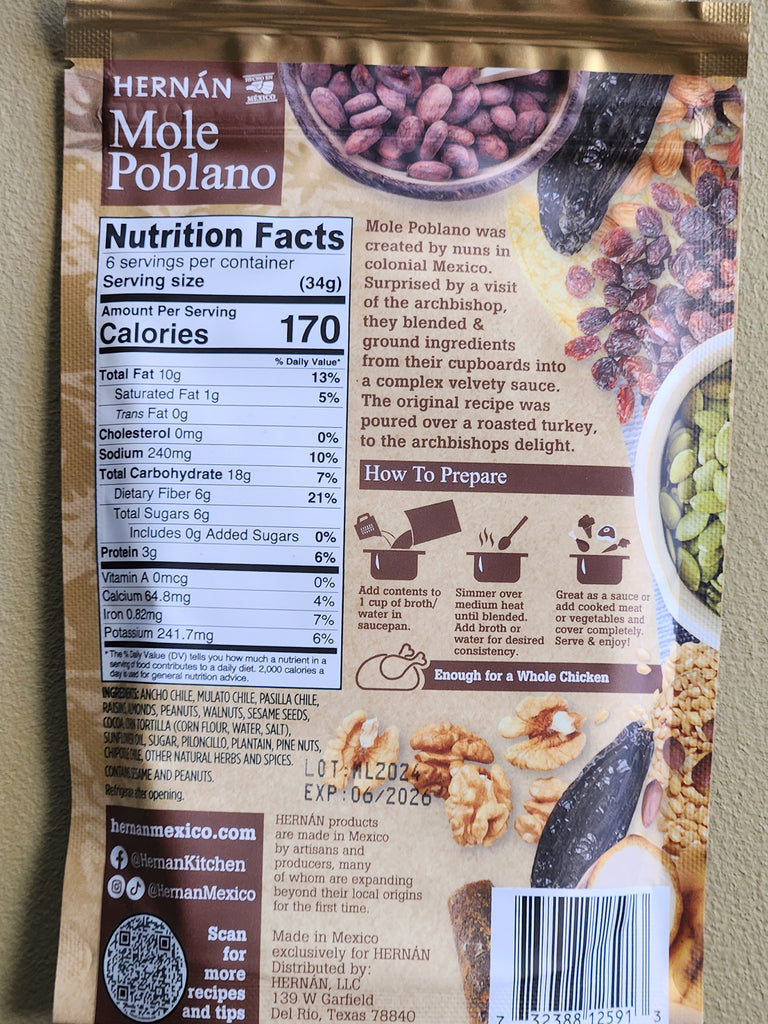 HERNÁN
HECHO EN
MÉXICO
Mole
Poblano
Nutrition Facts
6 servings per container
Serving size (34g)
Amount Per Serving
Calories 170
% Daily Value*
Total Fat 10g 13%
Saturated Fat 1g 5%
Trans Fat 0g
Cholesterol 0mg 0%
Sodium 240mg 10%
Total Carbohydrate 18g 7%
Dietary Fiber 6g 21%
Total Sugars 6g
Includes 0g Added Sugars 0%
Protein 3g 6%
Vitamin A 0mcg 0%
Calcium 64.8mg 4%
Iron 0.82mg 7%
Potassium 241.7mg 6%
*The % Daily Value (DV) tells you how much a nutrient in a
serving of food contributes to a daily diet. 2,000 calories a
day is used for general nutrition advice.
INGREDIENTS: ANCHO CHILE, MULATO CHILE, PASILLA CHILE,
RAISINS, ALMONDS, PEANUTS, WALNUTS, SESAME SEEDS,
COCOA, CORN TORTILLA (CORN FLOUR, WATER, SALT),
SUNFLOWER OIL, SUGAR, PILONCILLO, PLANTAIN, PINE NUTS,
CHIPOTLE CHILE, OTHER NATURAL HERBS AND SPICES.
CONTAINS SESAME AND PEANUTS.
Refrigerate after opening.
Mole Poblano was
created by nuns in
colonial Mexico.
Surprised by a visit
of the archbishop,
they blended &
ground ingredients
from their cupboards into
a complex velvety sauce.
The original recipe was
poured over a roasted turkey,
to the archbishops delight.
How To Prepare
Add contents to
1 cup of broth/
water in
saucepan.
Simmer over
medium heat
until blended.
Add broth or
water for desired
consistency.
Great as a sauce or
add cooked meat
or vegetables and
cover completely.
Serve & enjoy!
Enough for a Whole Chicken
LOT:ML2024
EXP:06/2026
hernanmexico.com
@HernanKitchen
@HernanMexico
Scan
for
more
recipes
and tips
HERNÁN products
are made in Mexico
by artisans and
producers, many
of whom are expanding
beyond their local origins
for the first time.
Made in Mexico
exclusively for HERNÁN
Distributed by:
HERNÁN, LLC
139 W Garfield
Del Río, Texas 78840
7 32388 12591 3